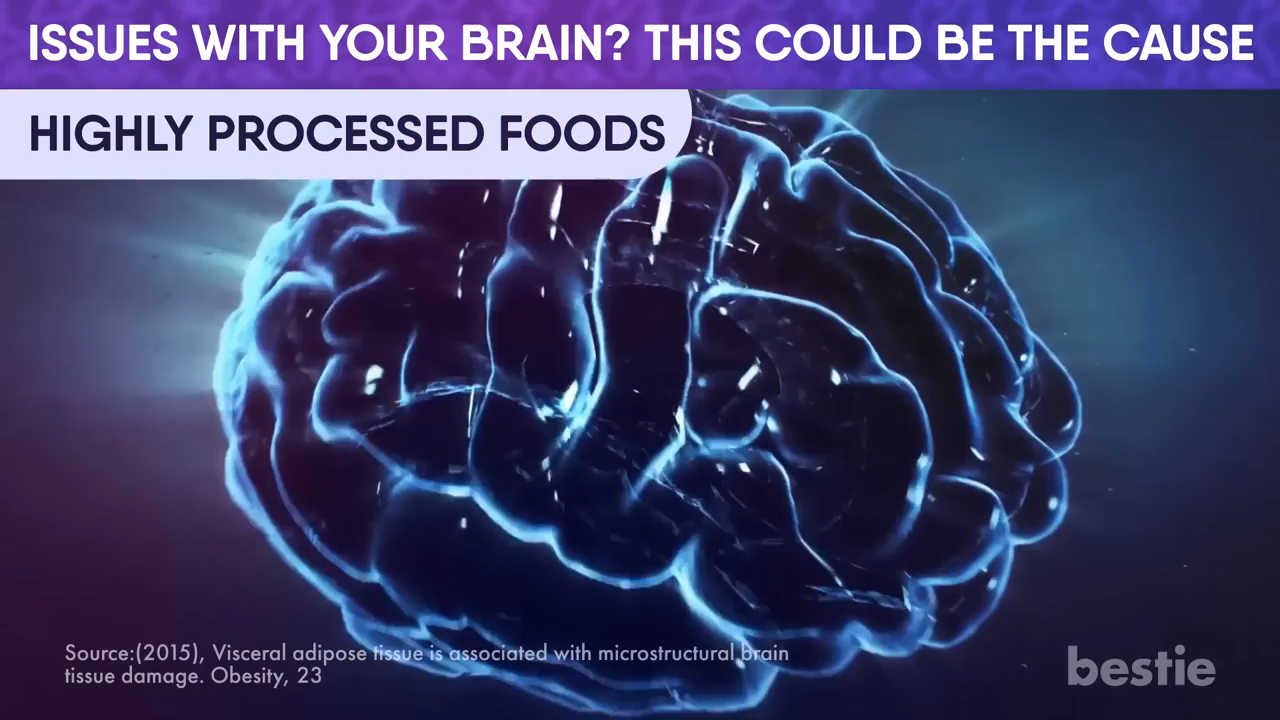 ISSUES WITH YOUR BRAIN? THIS COULD BE THE CAUSE
HIGHLY PROCESSED FOODS
Source:(2015), Visceral adipose tissue is associated with microstructural brain
tissue damage. Obesity, 23
bestie